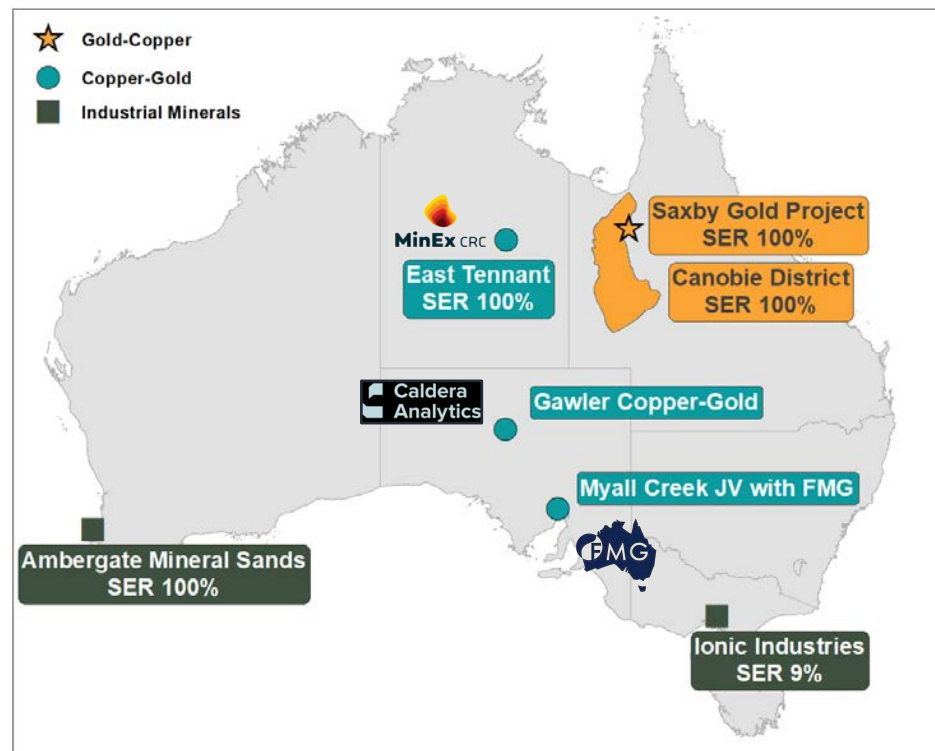 Gold-Copper
Copper-Gold
Industrial Minerals
Saxby Gold Project
SER 100%
MinEx CRC
East Tennant
SER 100%
Canobie District
SER 100%
Caldera
Analytics
Gawler Copper-Gold
Myall Creek JV with FMG
FMG
Ambergate Mineral Sands
SER 100%
Ionic Industries
SER 9%